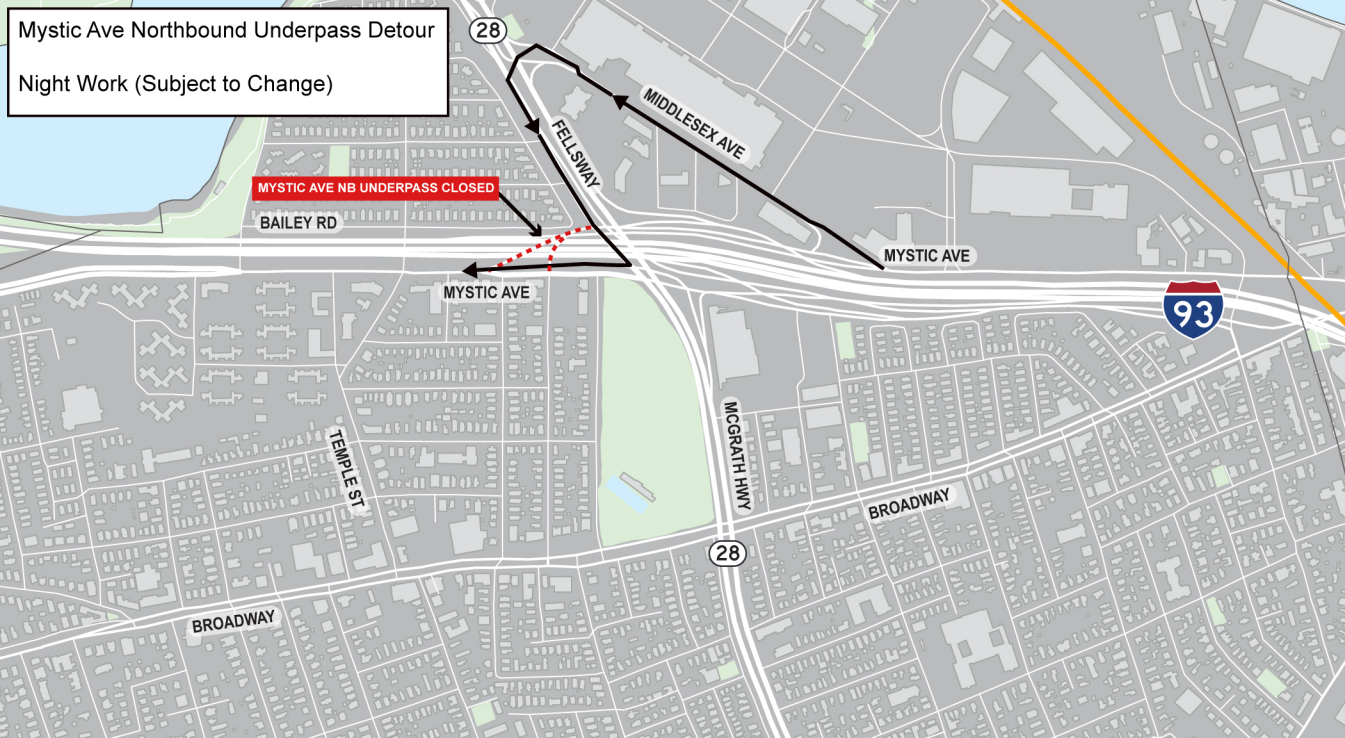 Mystic Ave Northbound Underpass Detour
Night Work (Subject to Change)
28
MIDDLESEX AVE
FELLSWAY
MYSTIC AVE NB UNDERPASS CLOSED
BAILEY RD
MYSTIC AVE
MYSTIC AVE
93
MCGRATH HWY
TEMPLE ST
BROADWAY
28
BROADWAY